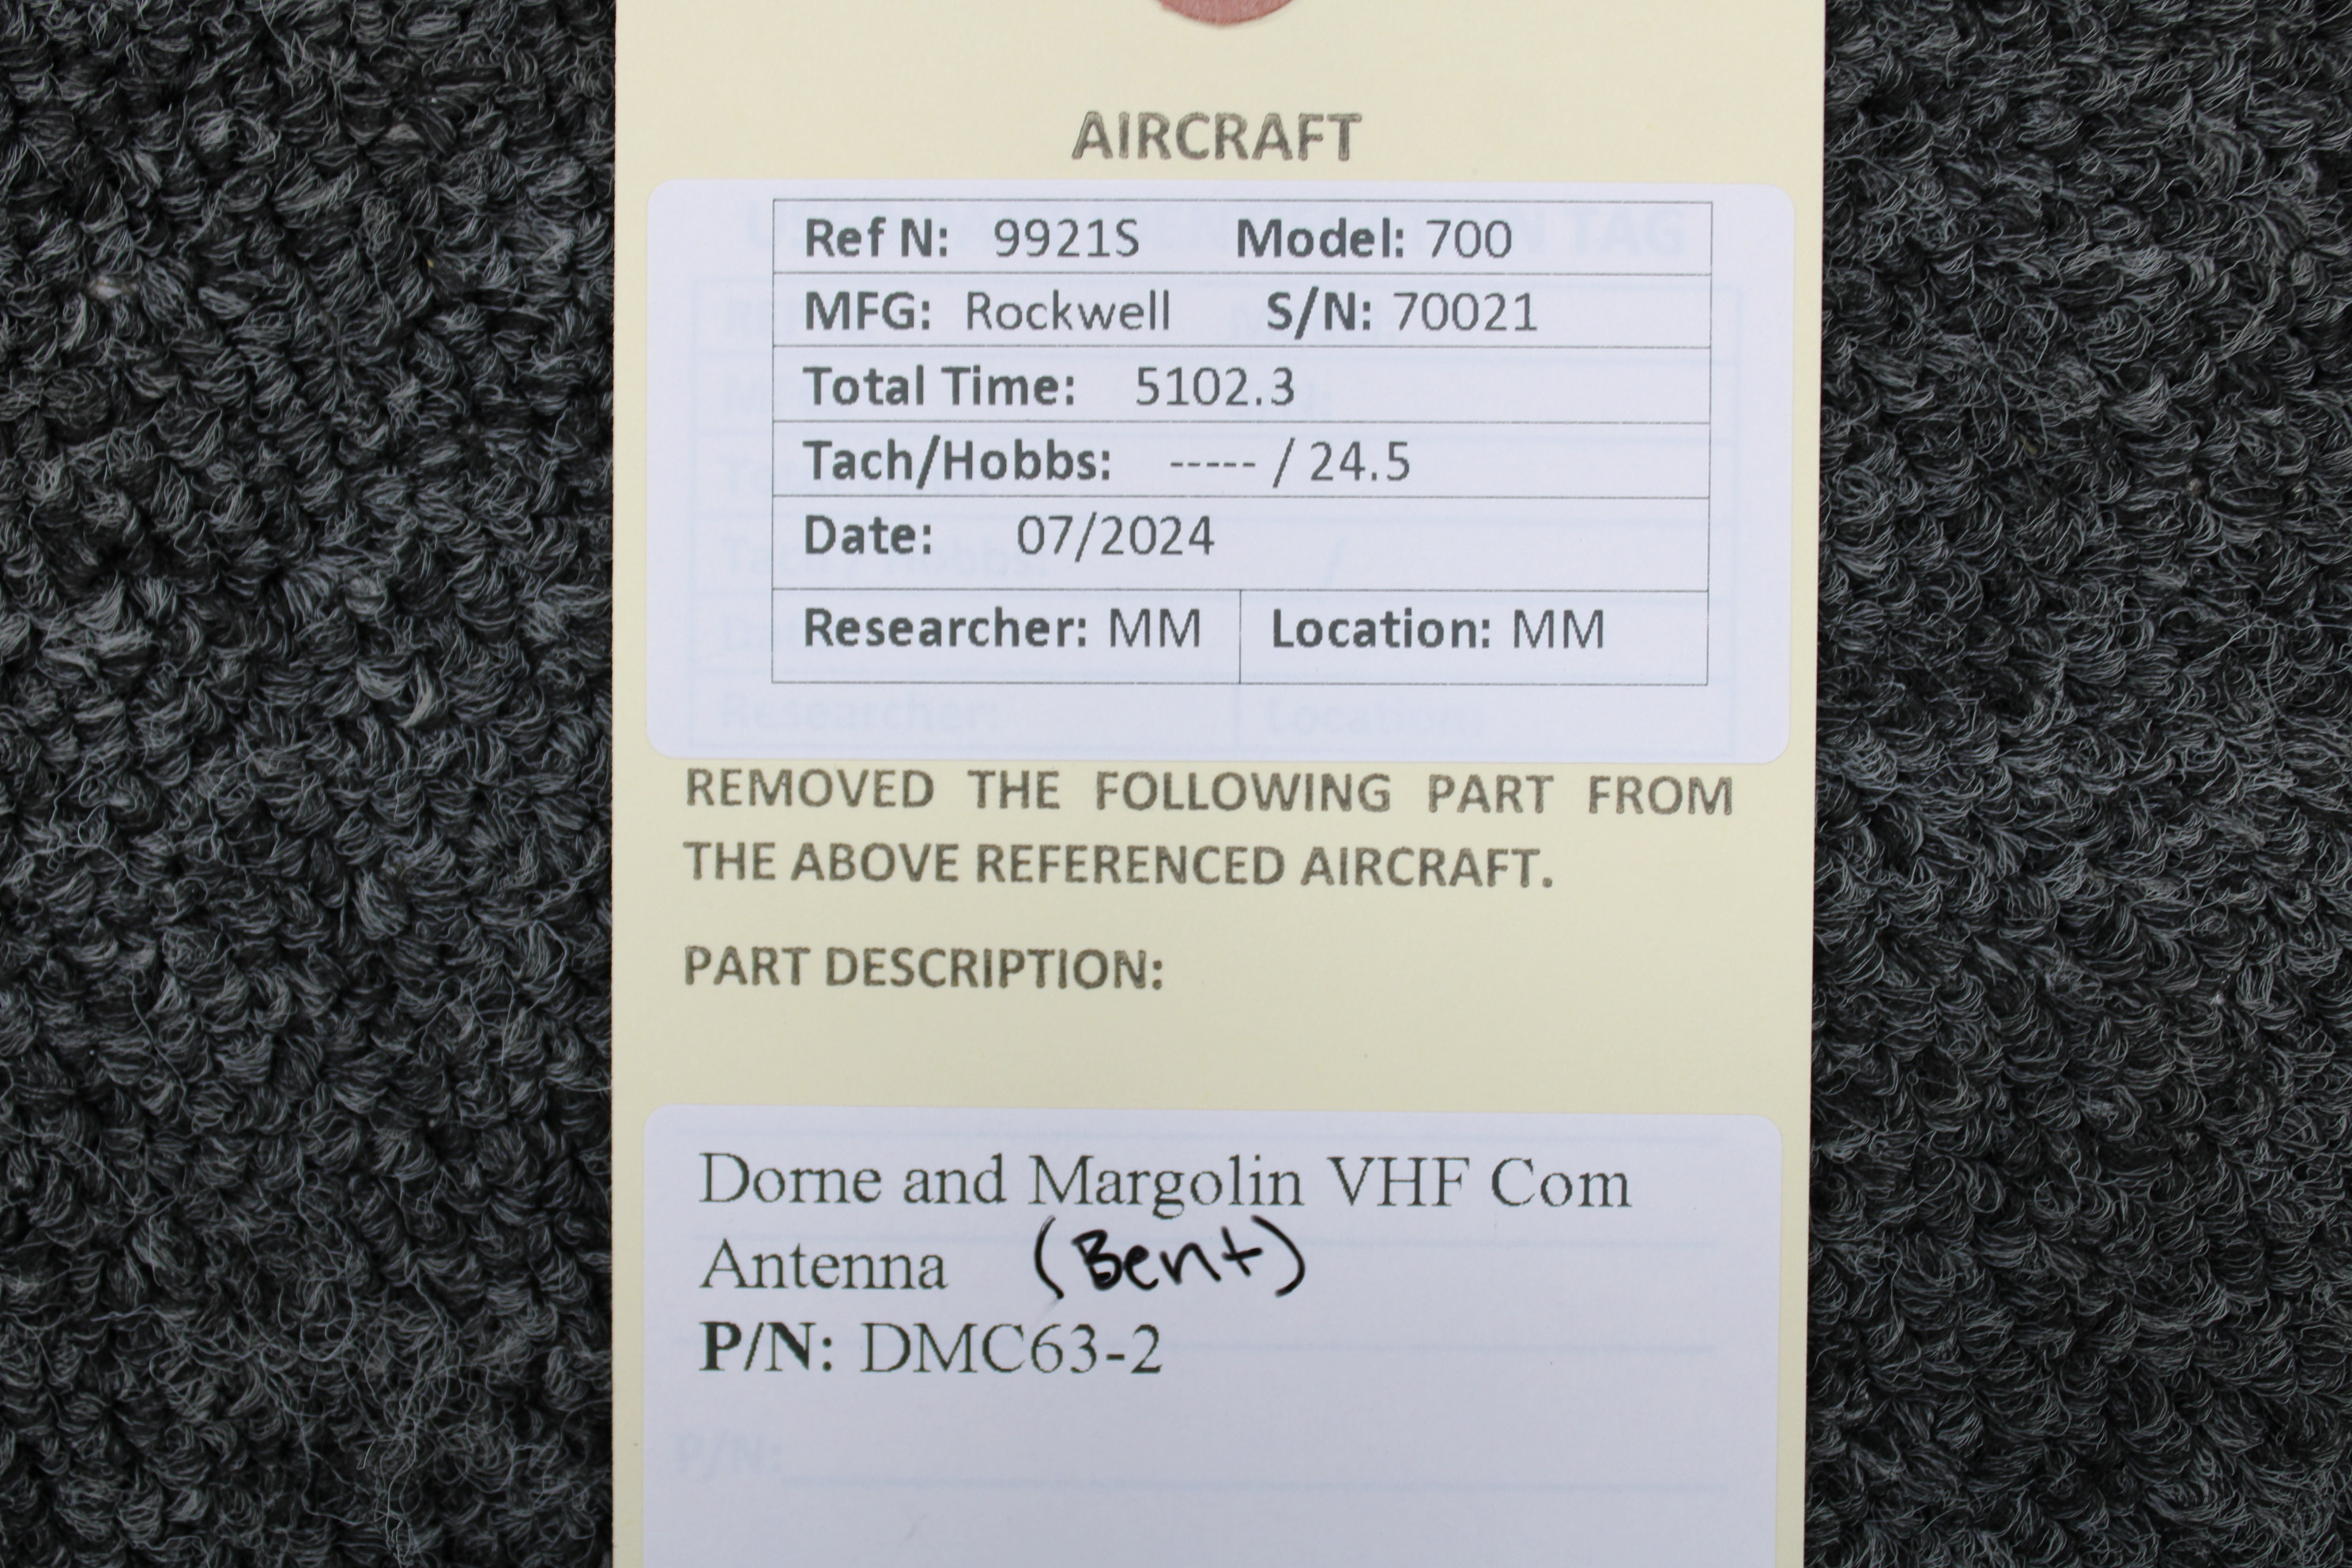 AIRCRAFT
Ref N: 9921S Model: 700
MFG: Rockwell S/N: 70021
Total Time: 5102.3
Tach/Hobbs: ----- / 24.5
Date: 07/2024
Researcher: MM Location: MM
Researcher: Location:
REMOVED THE FOLLOWING PART FROM
THE ABOVE REFERENCED AIRCRAFT.
PART DESCRIPTION:
Dorne and Margolin VHF Com
Antenna (Bent)
P/N: DMC63-2
P/N: